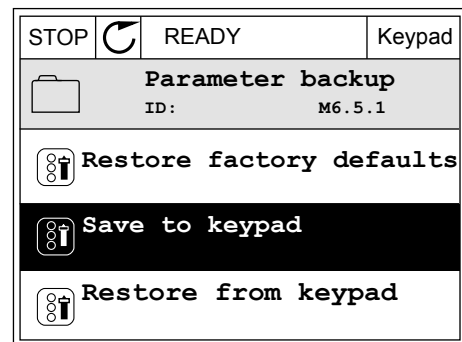 STOP READY Keypad
Parameter backup
ID: M6.5.1
Restore factory defaults
Save to keypad
Restore from keypad